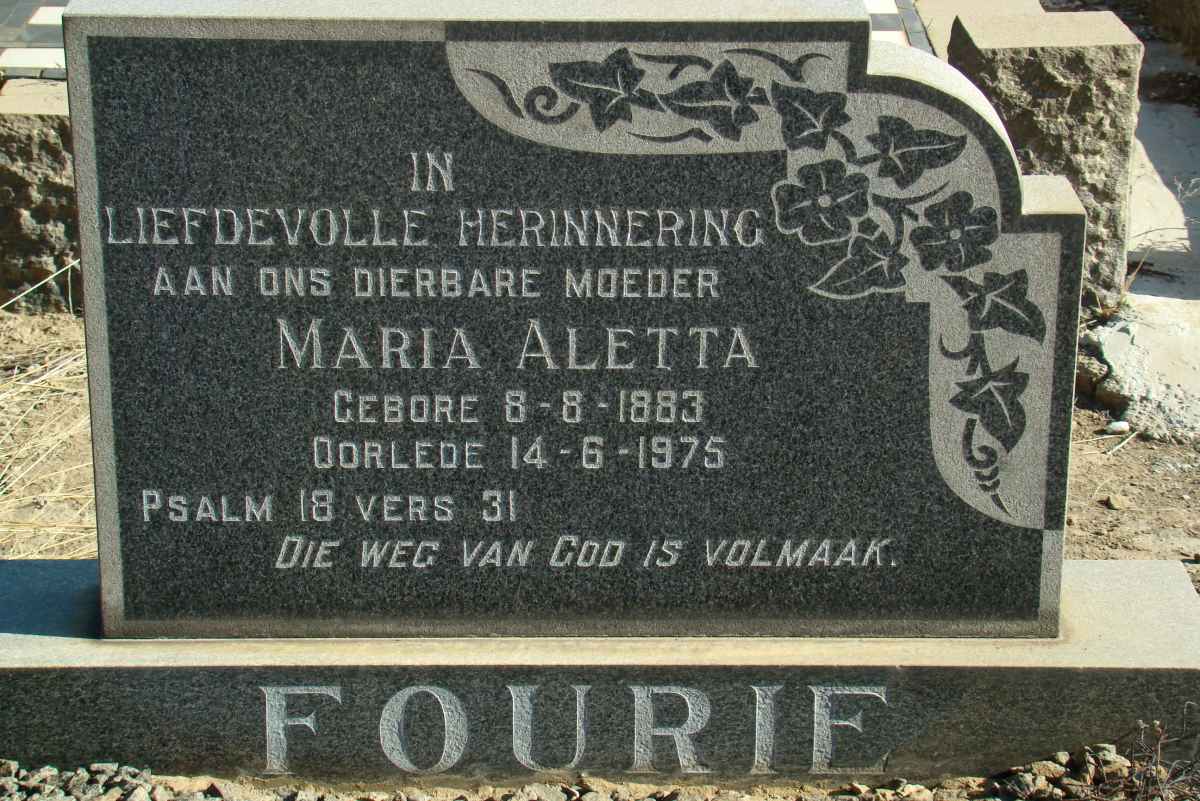 IN
LIEFDEVOLLE HERINNERING
AAN ONS DIERBARE MOEDER
MARIA ALETTA
GEBORE 8-8-1883
OORLEDE 14-6-1975
PSALM 18 VERS 31
DIE WEG VAN GOD IS VOLMAAK.
FOURIE